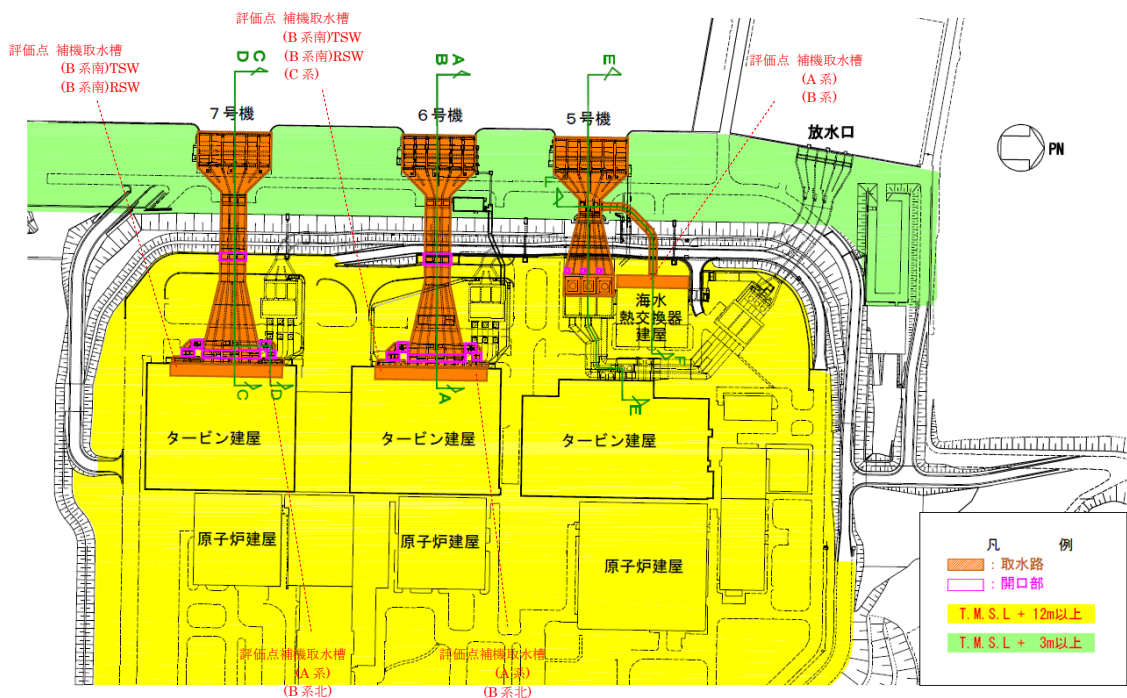 評価点 補機取水槽
(B系南)TSW
(B系南)RSW
評価点 補機取水槽
(B系南)TSW
(B系南)RSW
(C系)
評価点 補機取水槽
(A系)
(B系)
C
D
A
B
E
7号機
6号機
5号機
放水口
PN
F
海水
熱交換器
建屋
F
C
D
A
E
タービン建屋
タービン建屋
タービン建屋
原子炉建屋
原子炉建屋
原子炉建屋
凡 例
：取水路
：開口部
T.M.S.L + 12m以上
T.M.S.L + 3m以上
評価点補機取水槽
(A系)
(B系北)
評価点補機取水槽
(A系)
(B系北)